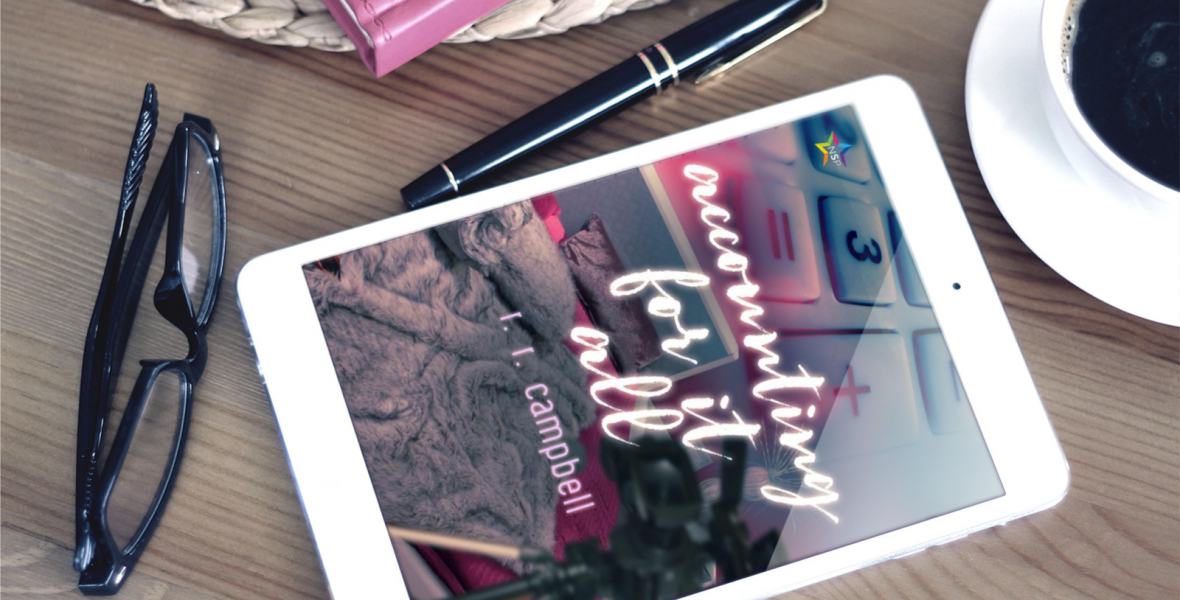 NSP
3
=
+
accounting
for it
all
r. r. campbell